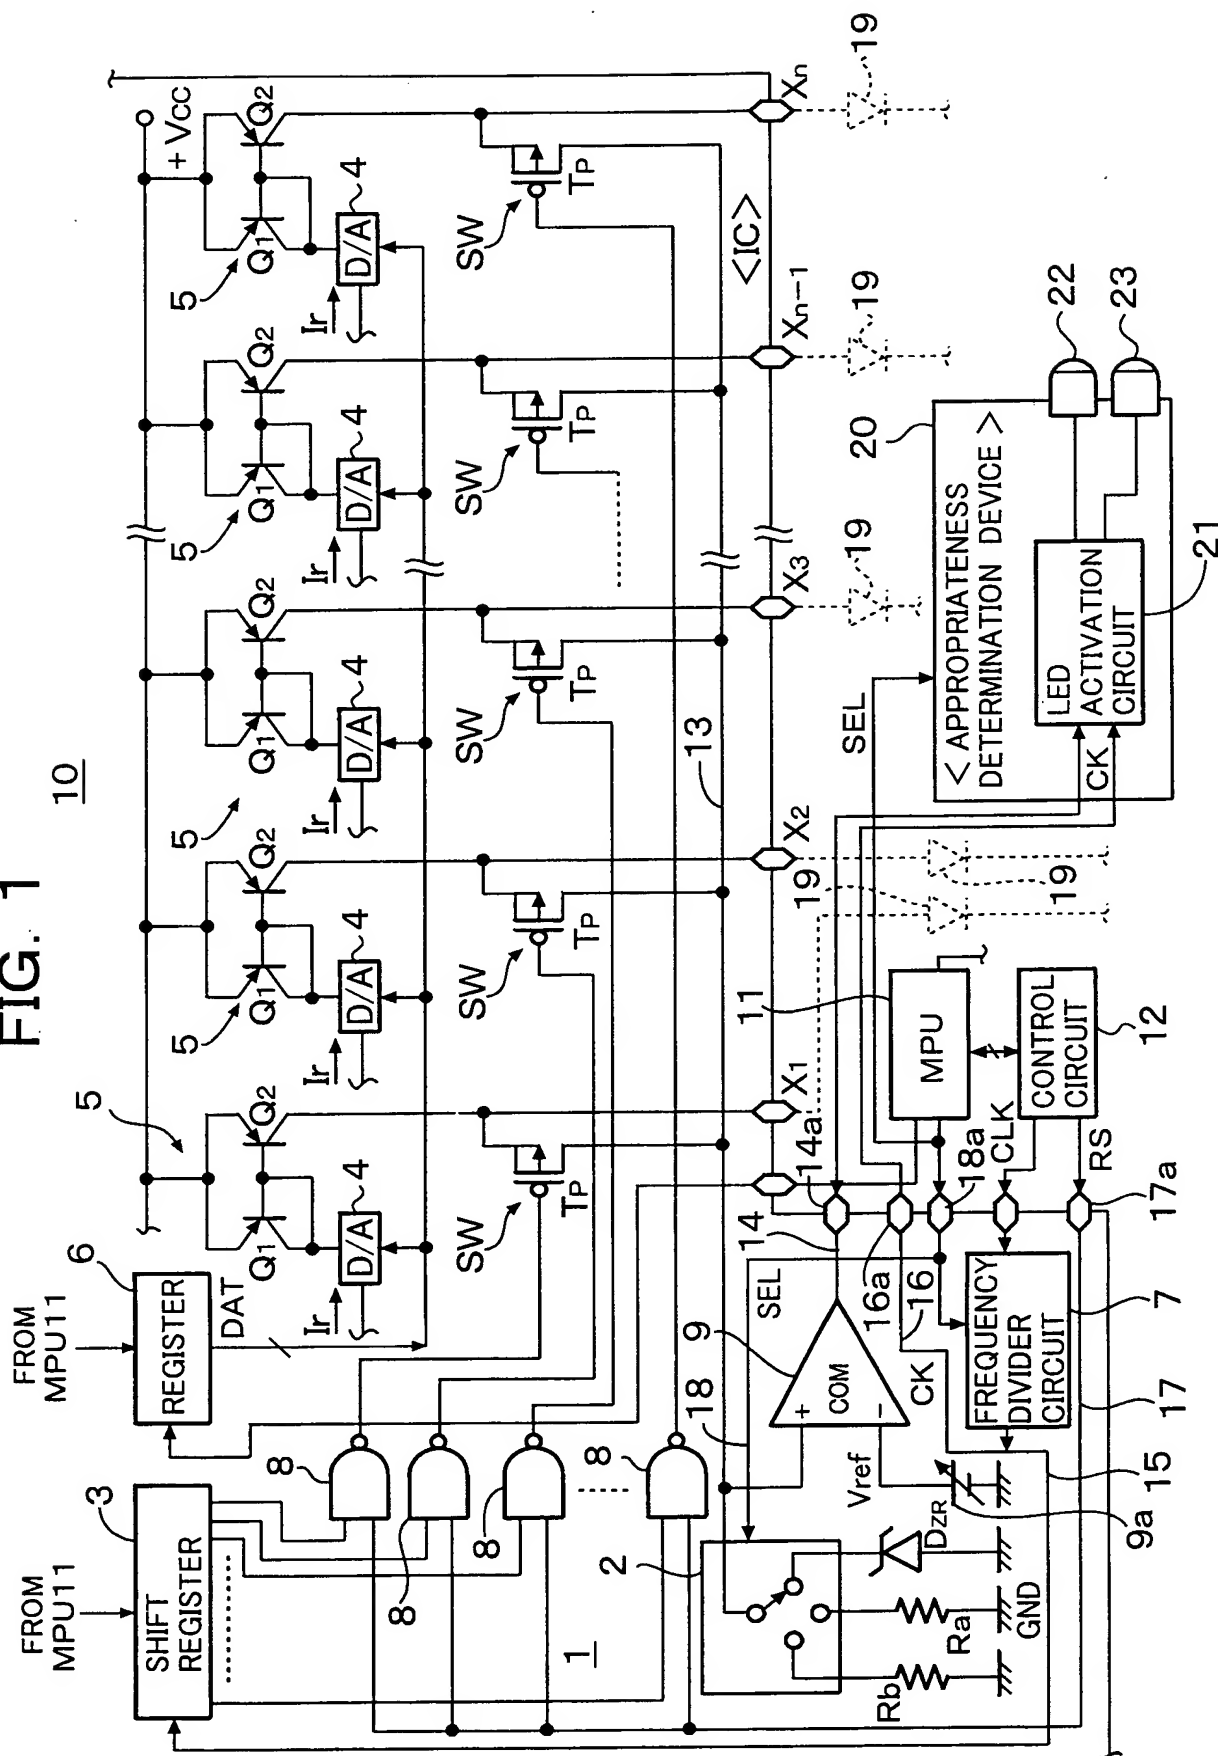 FIG. 1
10
FROM
MPU11
3
SHIFT
REGISTER
FROM
MPU11
6
REGISTER
DAT
5
Q1
Q2
Ir
D/A
4
5
Q1
Q2
Ir
D/A
4
5
Q1
Q2
Ir
D/A
4
5
Q1
Q2
Ir
D/A
4
5
Q1
Q2
Ir
D/A
4
+Vcc
8
8
8
8
SW
TP
SW
TP
SW
TP
SW
TP
SW
TP
13
<IC>
1
2
Rb
Ra
GND
DZR
18
SEL
9
+
COM
−
Vref
9a
14
14a
16a
16
CK
18a
CLK
RS
17a
FREQUENCY
DIVIDER
CIRCUIT
7
17
15
X1
X2
X3
Xn−1
Xn
19
19
19
19
19
11
MPU
CONTROL
CIRCUIT
12
SEL
20
<APPROPRIATENESS
DETERMINATION DEVICE>
LED
ACTIVATION
CIRCUIT
21
CK
22
23